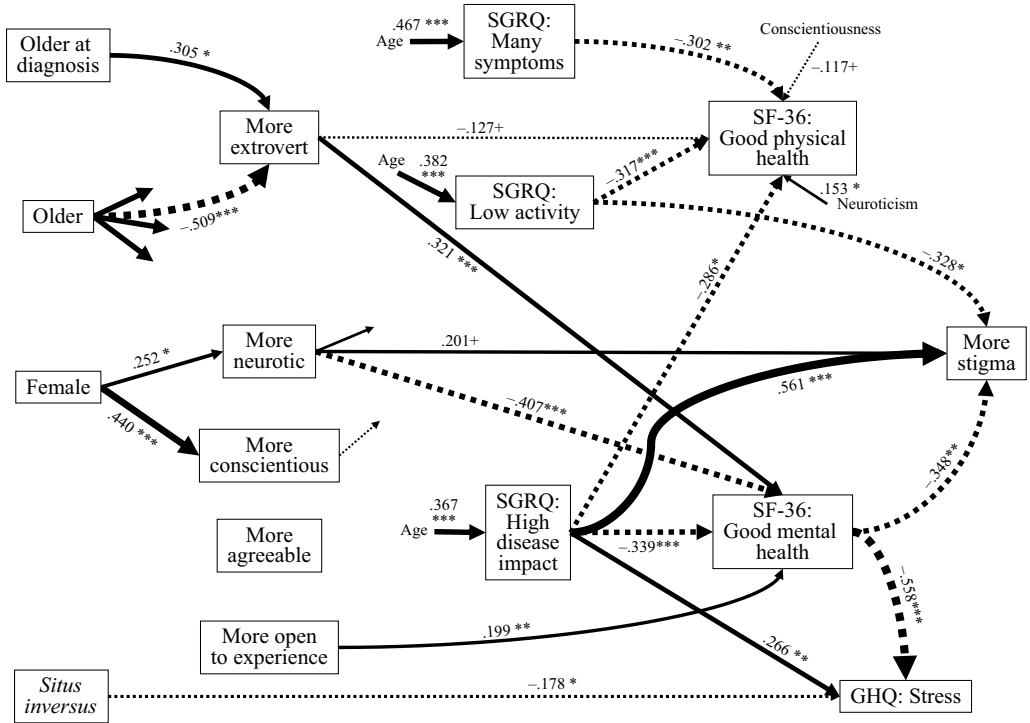 .467 ***
Age
SGRQ:
Many
symptoms
–.302 **
Conscientiousness
–.117+
Older at
diagnosis
.305 *
More
extrovert
–.127+
SF-36:
Good physical
health
Age
.382
***
–.317***
SGRQ:
Low activity
.153 *
Neuroticism
Older
–.509***
.321 ***
–.286*
–.328*
More
neurotic
.252 *
.201+
More
stigma
Female
.440 ***
–.407***
.561 ***
More
conscientious
–.348**
SGRQ:
High
disease
impact
.367
***
Age
SF-36:
Good mental
health
–.339***
More
agreeable
–.558***
More open
to experience
.199 **
.266 **
Situs
inversus
–.178 *
GHQ: Stress